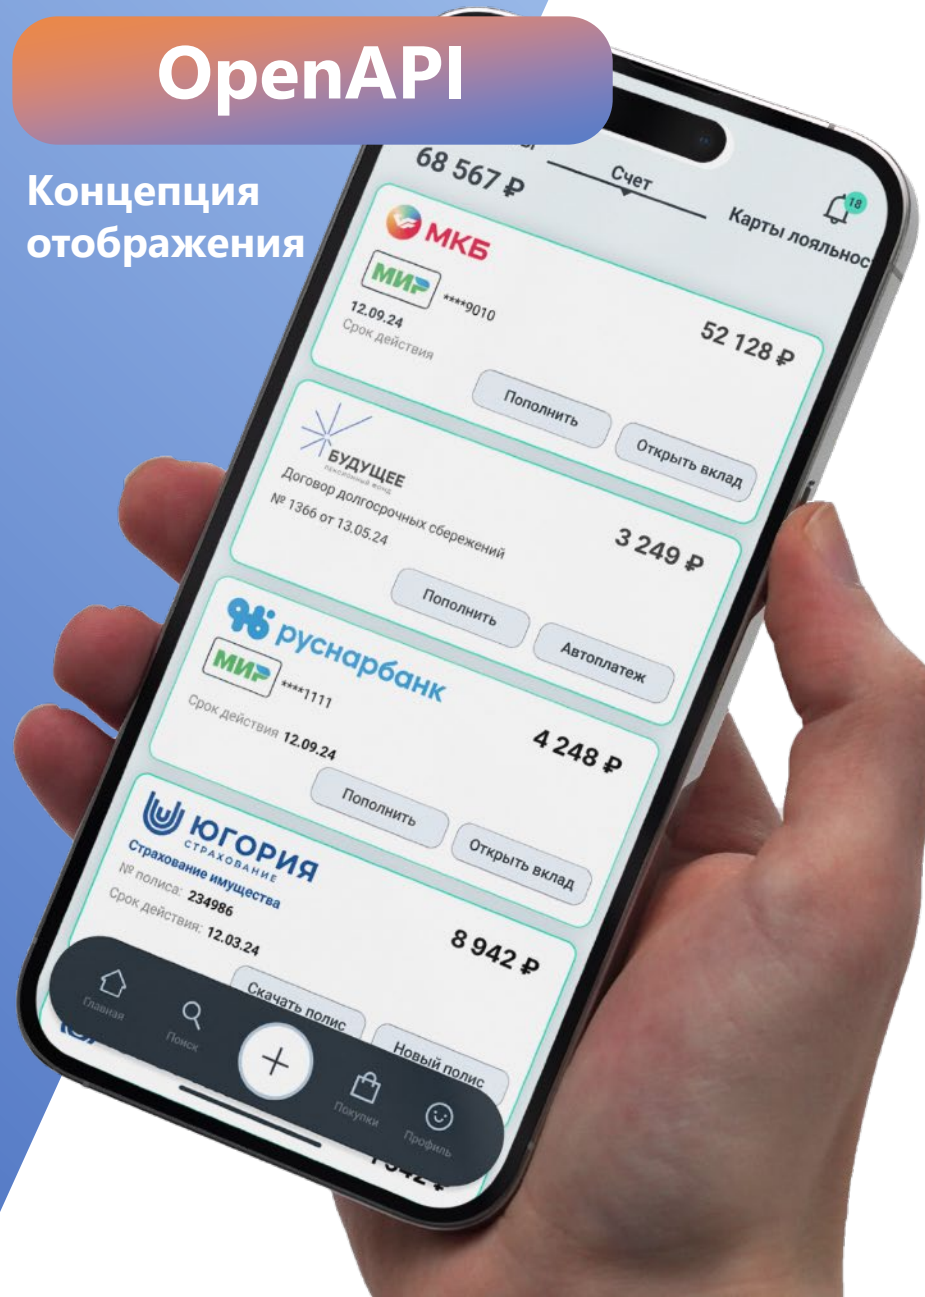 OpenAPI
Концепция
отображения
68 567 ₽
Счет
18
Карты лояльнос
МКБ
МИР ****9010
12.09.24
Срок действия
52 128 ₽
Пополнить
Открыть вклад
БУДУЩЕЕ
ПЕНСИОННЫЙ ФОНД
Договор долгосрочных сбережений
№ 1366 от 13.05.24
3 249 ₽
Пополнить
Автоплатеж
руснарбанк
МИР ****1111
Срок действия 12.09.24
4 248 ₽
Пополнить
Открыть вклад
ЮГОРИЯ
СТРАХОВАНИЕ
Страхование имущества
№ полиса: 234986
Срок действия: 12.03.24
8 942 ₽
Скачать полис
Новый полис
Главная
Поиск
Покупки
Профиль